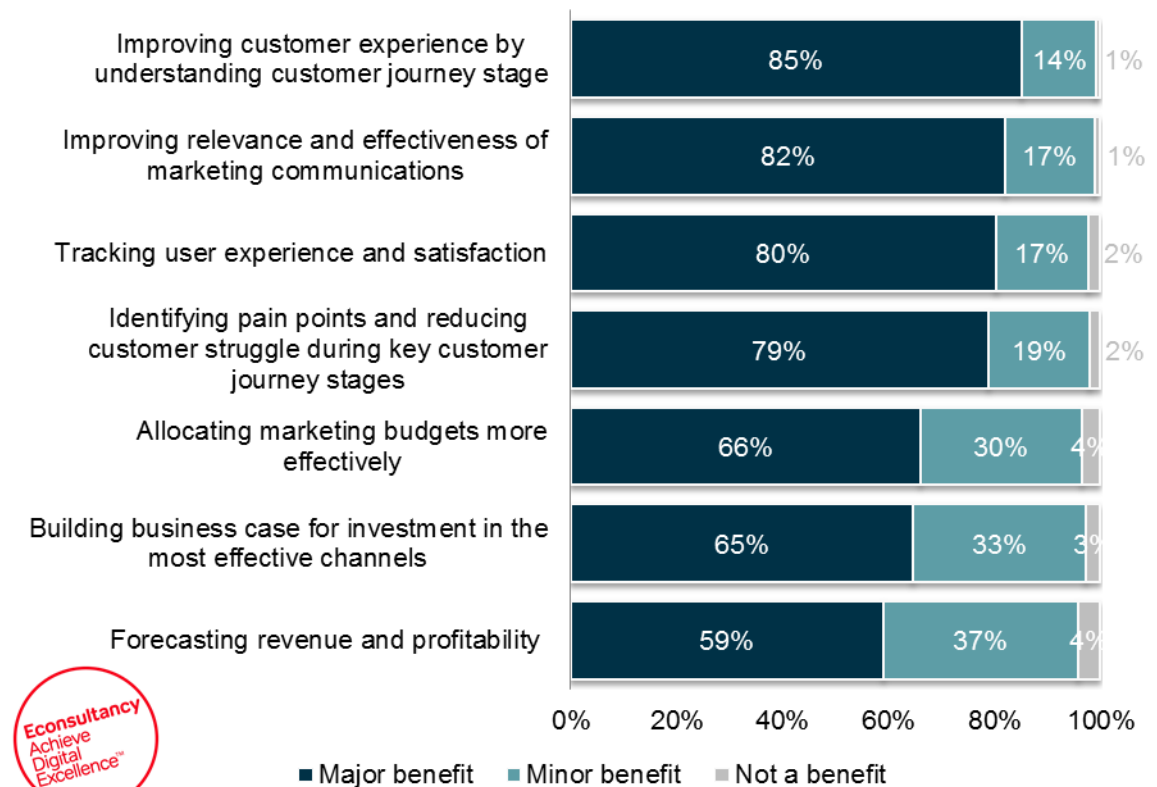 Improving customer experience by
understanding customer journey stage
85%
14%
1%
Improving relevance and effectiveness of
marketing communications
82%
17%
1%
Tracking user experience and satisfaction
80%
17%
2%
Identifying pain points and reducing
customer struggle during key customer
journey stages
79%
19%
2%
Allocating marketing budgets more
effectively
66%
30%
4%
Building business case for investment in the
most effective channels
65%
33%
3%
Forecasting revenue and profitability
59%
37%
4%
0% 20% 40% 60% 80% 100%
Major benefit Minor benefit Not a benefit
Econsultancy
Achieve
Digital
Excellence™